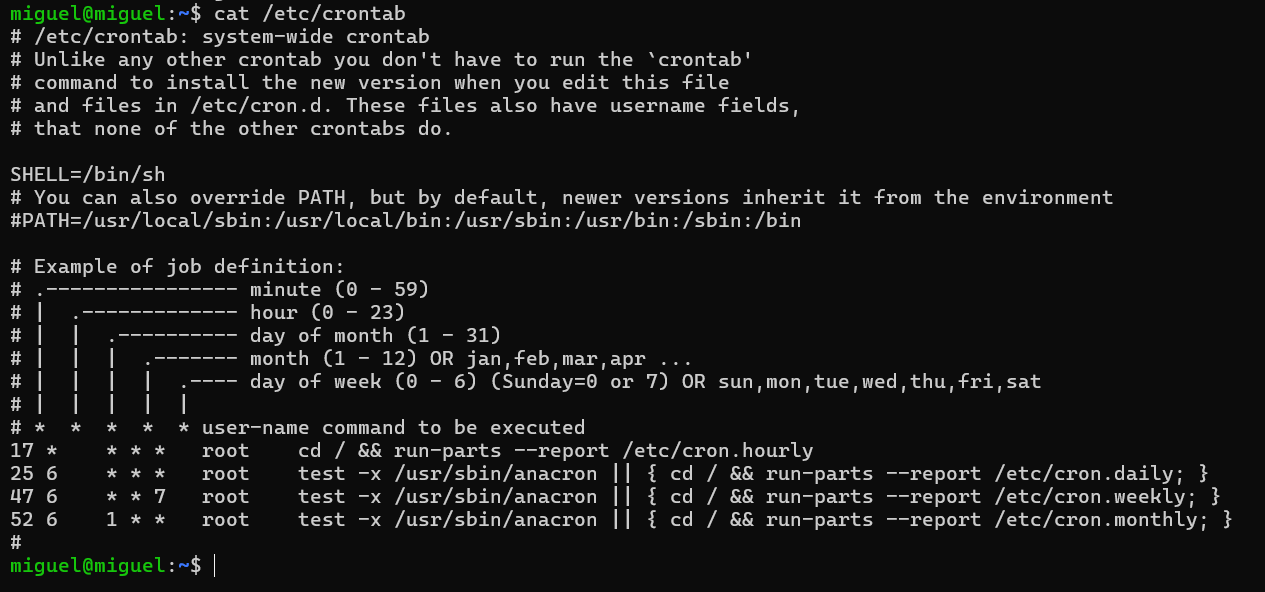 miguel@miguel:~$ cat /etc/crontab
# /etc/crontab: system-wide crontab
# Unlike any other crontab you don't have to run the `crontab'
# command to install the new version when you edit this file
# and files in /etc/cron.d. These files also have username fields,
# that none of the other crontabs do.

SHELL=/bin/sh
# You can also override PATH, but by default, newer versions inherit it from the environment
#PATH=/usr/local/sbin:/usr/local/bin:/usr/sbin:/usr/bin:/sbin:/bin

# Example of job definition:
# .---------------- minute (0 - 59)
# |  .------------- hour (0 - 23)
# |  |  .---------- day of month (1 - 31)
# |  |  |  .------- month (1 - 12) OR jan,feb,mar,apr ...
# |  |  |  |  .---- day of week (0 - 6) (Sunday=0 or 7) OR sun,mon,tue,wed,thu,fri,sat
# |  |  |  |  |
# *  *  *  *  * user-name command to be executed
17 *    * * *   root    cd / && run-parts --report /etc/cron.hourly
25 6    * * *   root    test -x /usr/sbin/anacron || { cd / && run-parts --report /etc/cron.daily; }
47 6    * * 7   root    test -x /usr/sbin/anacron || { cd / && run-parts --report /etc/cron.weekly; }
52 6    1 * *   root    test -x /usr/sbin/anacron || { cd / && run-parts --report /etc/cron.monthly; }
#
miguel@miguel:~$